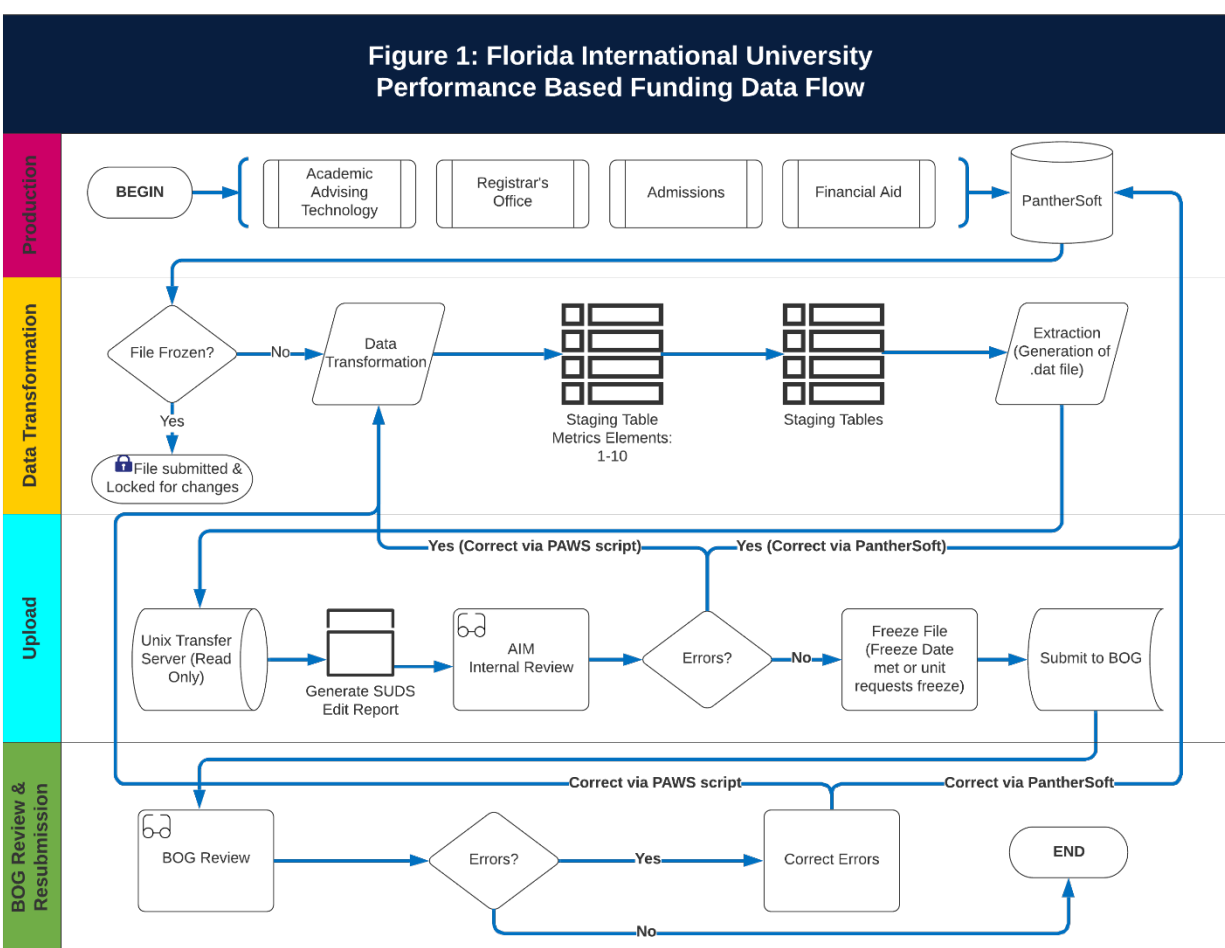 Figure 1: Florida International University
Performance Based Funding Data Flow
Production
BEGIN
Academic
Advising
Technology
Registrar's
Office
Admissions
Financial Aid
PantherSoft
Data Transformation
File Frozen?
No
Data
Transformation
Staging Table
Metrics Elements:
1-10
Staging Tables
Extraction
(Generation of
.dat file)
Yes
File submitted &
Locked for changes
Upload
Yes (Correct via PAWS script)
Yes (Correct via PantherSoft)
Unix Transfer
Server (Read
Only)
Generate SUDS
Edit Report
AIM
Internal Review
Errors?
No
Freeze File
(Freeze Date
met or unit
requests freeze)
Submit to BOG
BOG Review &
Resubmission
Correct via PAWS script
Correct via PantherSoft
BOG Review
Errors?
Yes
Correct Errors
END
No